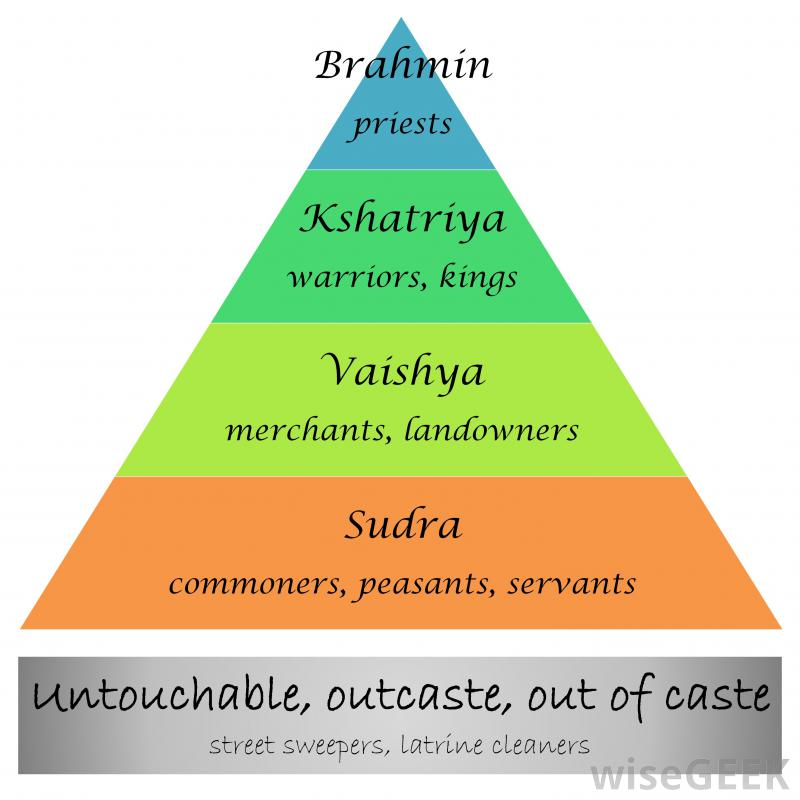 Brahmin
priests
Kshatriya
warriors, kings
Vaishya
merchants, landowners
Sudra
commoners, peasants, servants
Untouchable, outcaste, out of caste
street sweepers, latrine cleaners
wiseGEEK